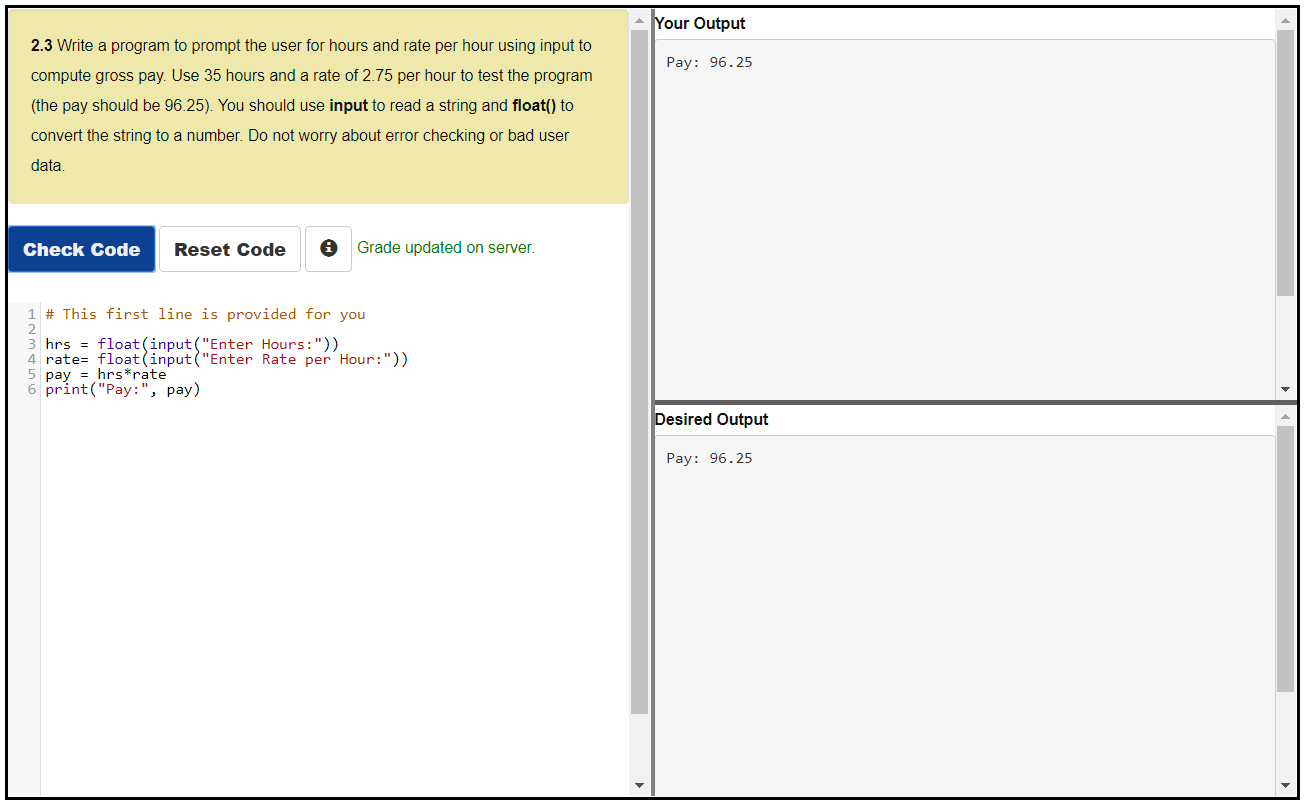 2.3 Write a program to prompt the user for hours and rate per hour using input to
compute gross pay. Use 35 hours and a rate of 2.75 per hour to test the program
(the pay should be 96.25). You should use input to read a string and float() to
convert the string to a number. Do not worry about error checking or bad user
data.
Check Code Reset Code Grade updated on server.
1 # This first line is provided for you
2
3 hrs = float(input("Enter Hours:"))
4 rate= float(input("Enter Rate per Hour:"))
5 pay = hrs*rate
6 print("Pay:", pay)
Your Output
Pay: 96.25
Desired Output
Pay: 96.25